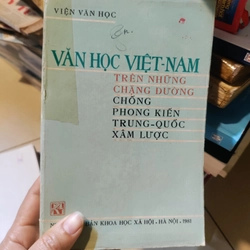 VIỆN VĂN HỌC
VĂN HỌC VIỆT-NAM
TRÊN NHỮNG
CHẶNG ĐƯỜNG
CHỐNG
PHONG KIẾN
TRUNG-QUỐC
XÂM LƯỢC
BẢN KHOA HỌC XÃ HỘI - HÀ NỘI - 1981